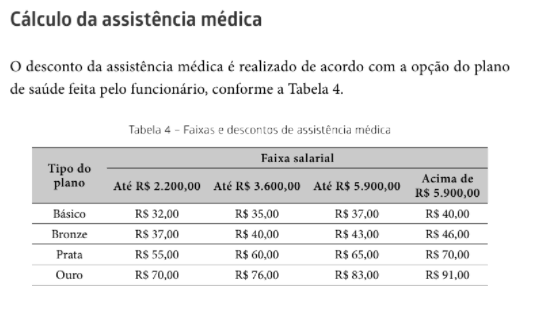 Cálculo da assistência médica
O desconto da assistência médica é realizado de acordo com a opção do plano
de saúde feita pelo funcionário, conforme a Tabela 4.
Tabela 4 – Faixas e descontos de assistência médica
Tipo do plano Faixa salarial
Até R$ 2.200,00 Até R$ 3.600,00 Até R$ 5.900,00 Acima de R$ 5.900,00
Básico R$ 32,00 R$ 35,00 R$ 37,00 R$ 40,00
Bronze R$ 37,00 R$ 40,00 R$ 43,00 R$ 46,00
Prata R$ 55,00 R$ 60,00 R$ 65,00 R$ 70,00
Ouro R$ 70,00 R$ 76,00 R$ 83,00 R$ 91,00